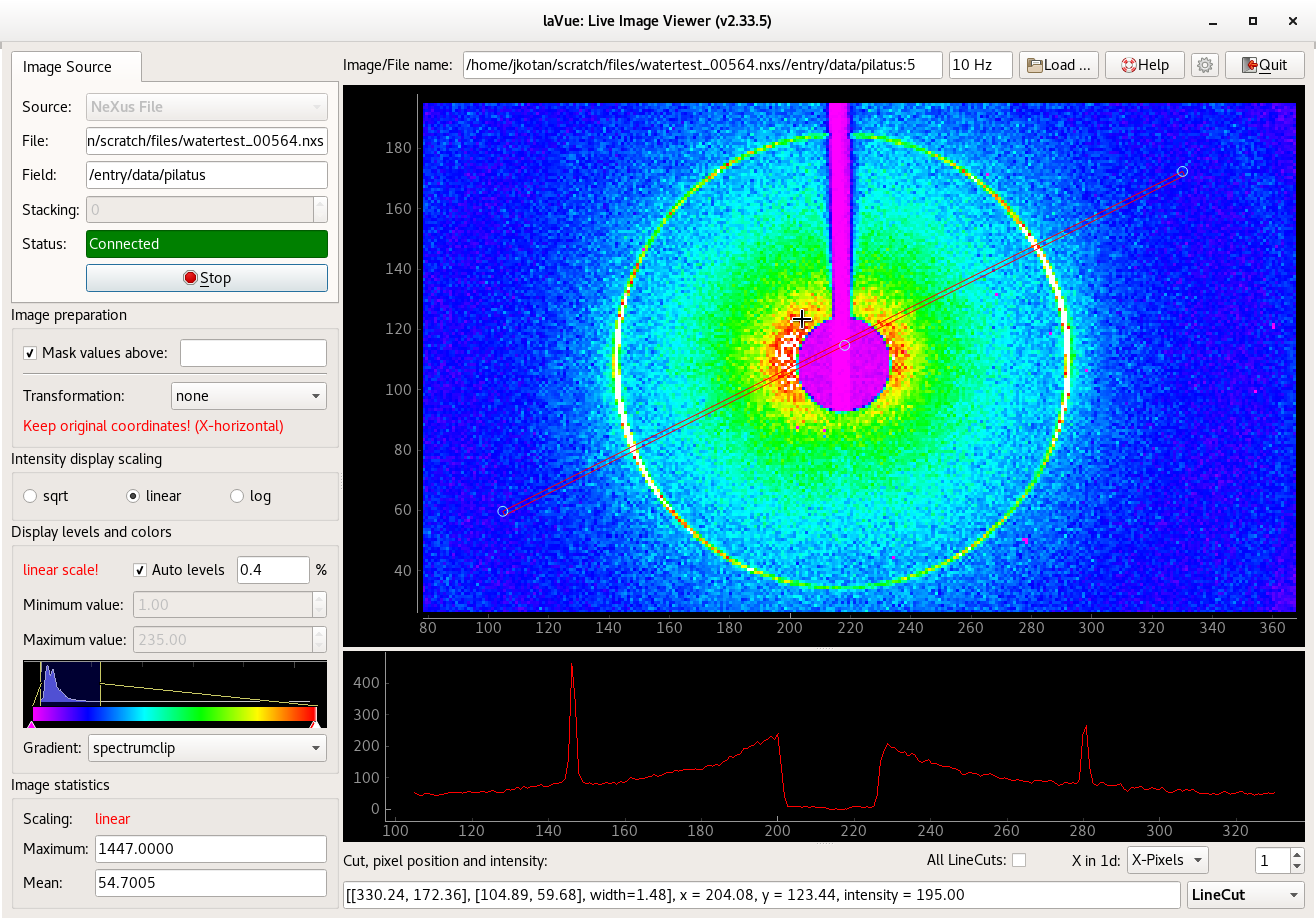 laVue: Live Image Viewer (v2.33.5)
Image Source
Source: NeXus File
File: n/scratch/files/watertest_00564.nxs
Field: /entry/data/pilatus
Stacking: 0
Status: Connected
Stop
Image preparation
Mask values above:
Transformation: none
Keep original coordinates! (X-horizontal)
Intensity display scaling
sqrt linear log
Display levels and colors
linear scale! Auto levels 0.4 %
Minimum value: 1.00
Maximum value: 235.00
Gradient: spectrumclip
Image statistics
Scaling: linear
Maximum: 1447.0000
Mean: 54.7005
Image/File name: /home/jkotan/scratch/files/watertest_00564.nxs//entry/data/pilatus:5 10 Hz Load ... Help Quit
180
160
140
120
100
80
60
40
80 100 120 140 160 180 200 220 240 260 280 300 320 340 360
400
300
200
100
0
100 120 140 160 180 200 220 240 260 280 300 320
Cut, pixel position and intensity: All LineCuts: X in 1d: X-Pixels 1
[[330.24, 172.36], [104.89, 59.68], width=1.48], x = 204.08, y = 123.44, intensity = 195.00 LineCut